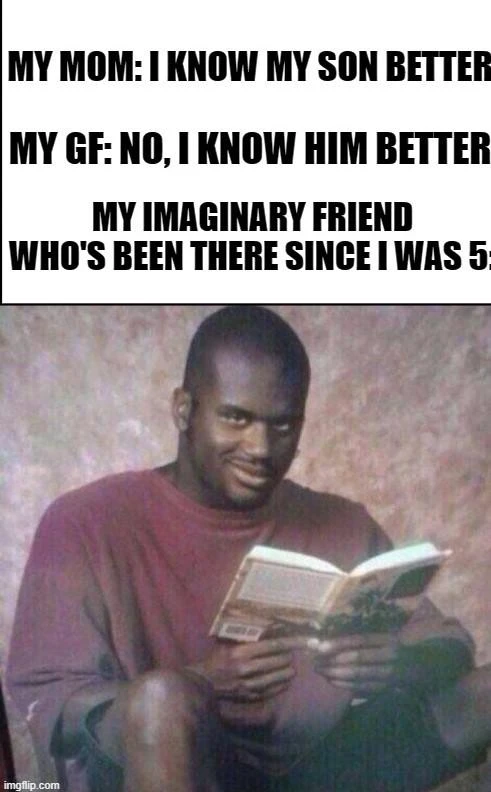 MY MOM: I KNOW MY SON BETTER
MY GF: NO, I KNOW HIM BETTER
MY IMAGINARY FRIEND
WHO'S BEEN THERE SINCE I WAS 5:
imgflip.com